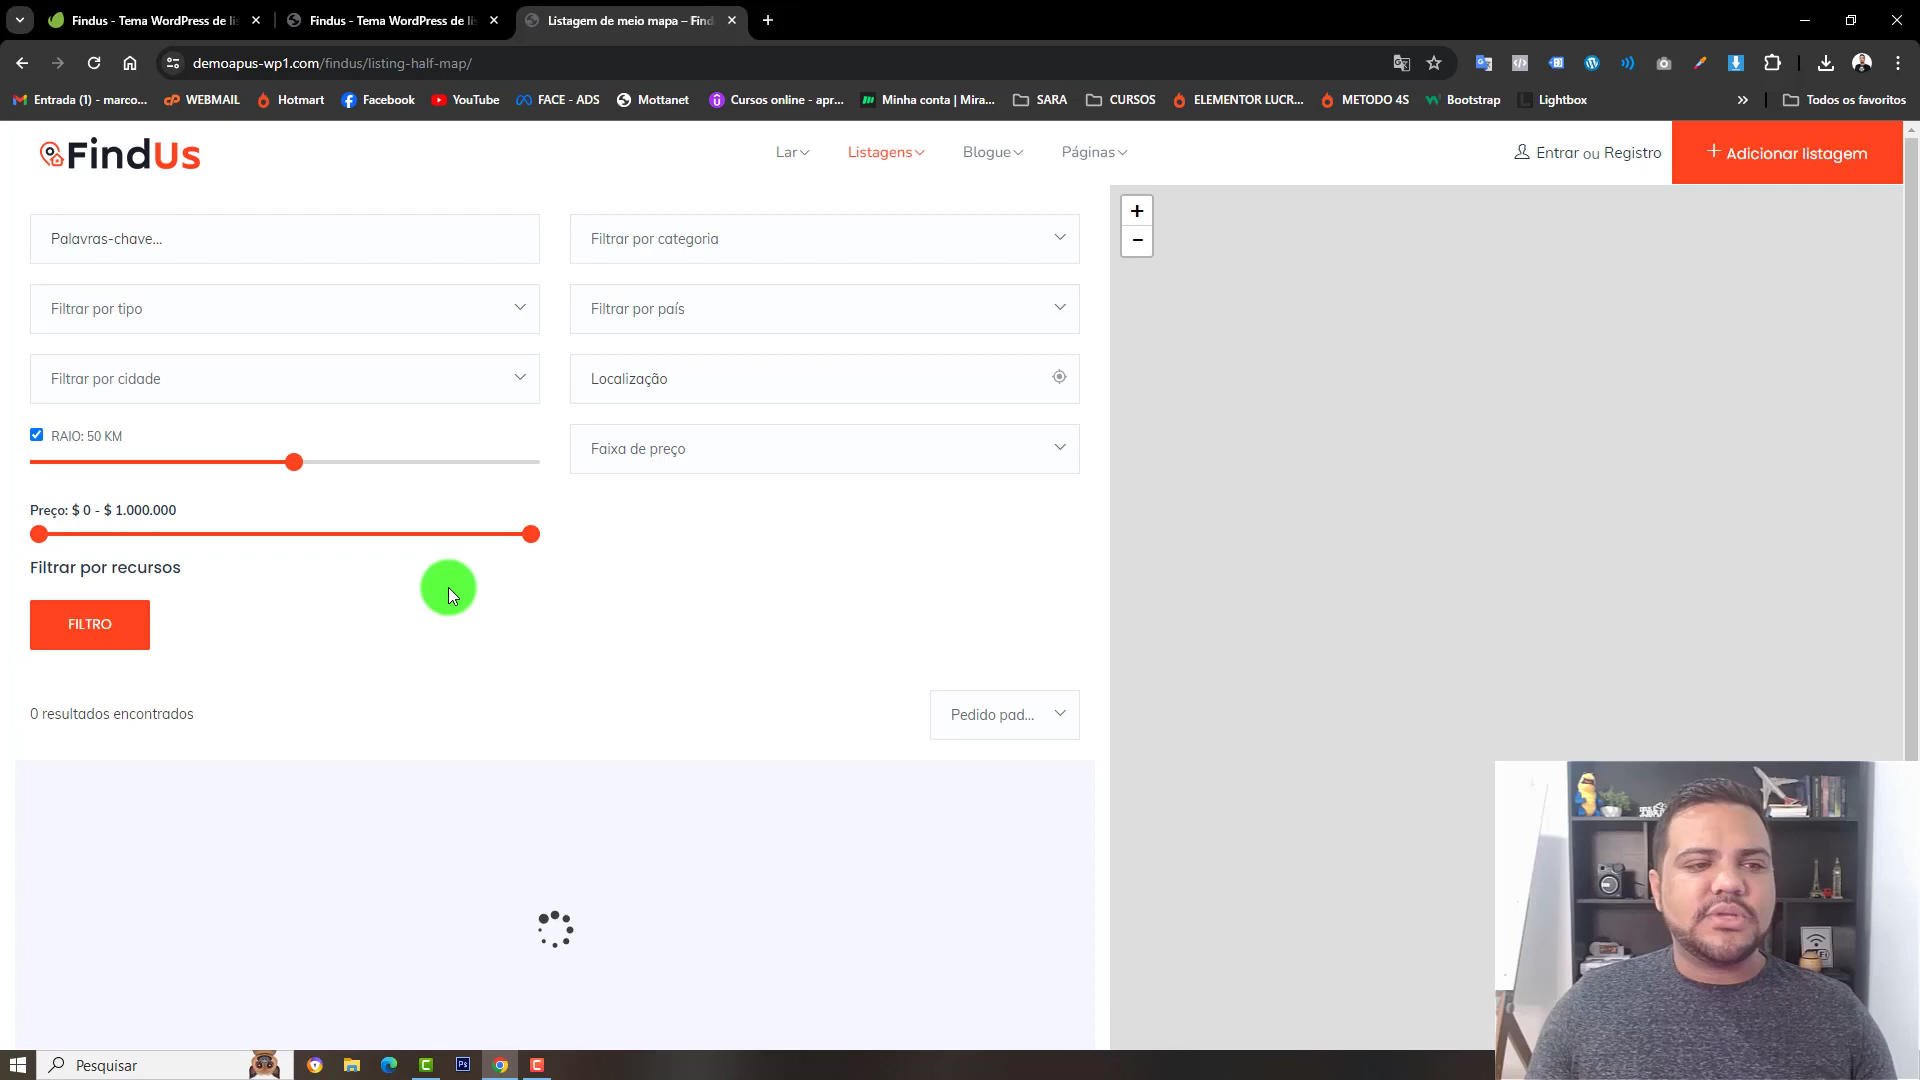 Findus - Tema WordPress de li
Findus - Tema WordPress de li
Listagem de meio mapa – Find
demoapus-wp1.com/findus/listing-half-map/
Entrada (1) - marco...
WEBMAIL
Hotmart
Facebook
YouTube
FACE - ADS
Mottanet
Cursos online - apr...
Minha conta | Mira...
SARA
CURSOS
ELEMENTOR LUCR...
METODO 4S
Bootstrap
Lightbox
Todos os favoritos
FindUs
Lar
Listagens
Blogue
Páginas
Entrar ou Registro
+ Adicionar listagem
Palavras-chave...
Filtrar por categoria
Filtrar por tipo
Filtrar por país
Filtrar por cidade
Localização
RAIO: 50 KM
Faixa de preço
Preço: $ 0 - $ 1.000.000
Filtrar por recursos
FILTRO
0 resultados encontrados
Pedido pad...
+
−
Pesquisar